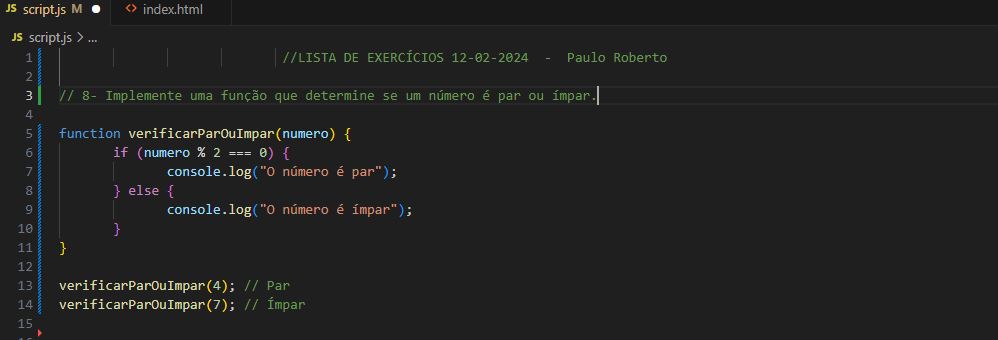 JS script.js M ● <> index.html
JS script.js > ...
1 //LISTA DE EXERCÍCIOS 12-02-2024 - Paulo Roberto
2
3 // 8- Implemente uma função que determine se um número é par ou ímpar.
4
5 function verificarParOuImpar(numero) {
6 if (numero % 2 === 0) {
7 console.log("O número é par");
8 } else {
9 console.log("O número é ímpar");
10 }
11 }
12
13 verificarParOuImpar(4); // Par
14 verificarParOuImpar(7); // Ímpar
15
16